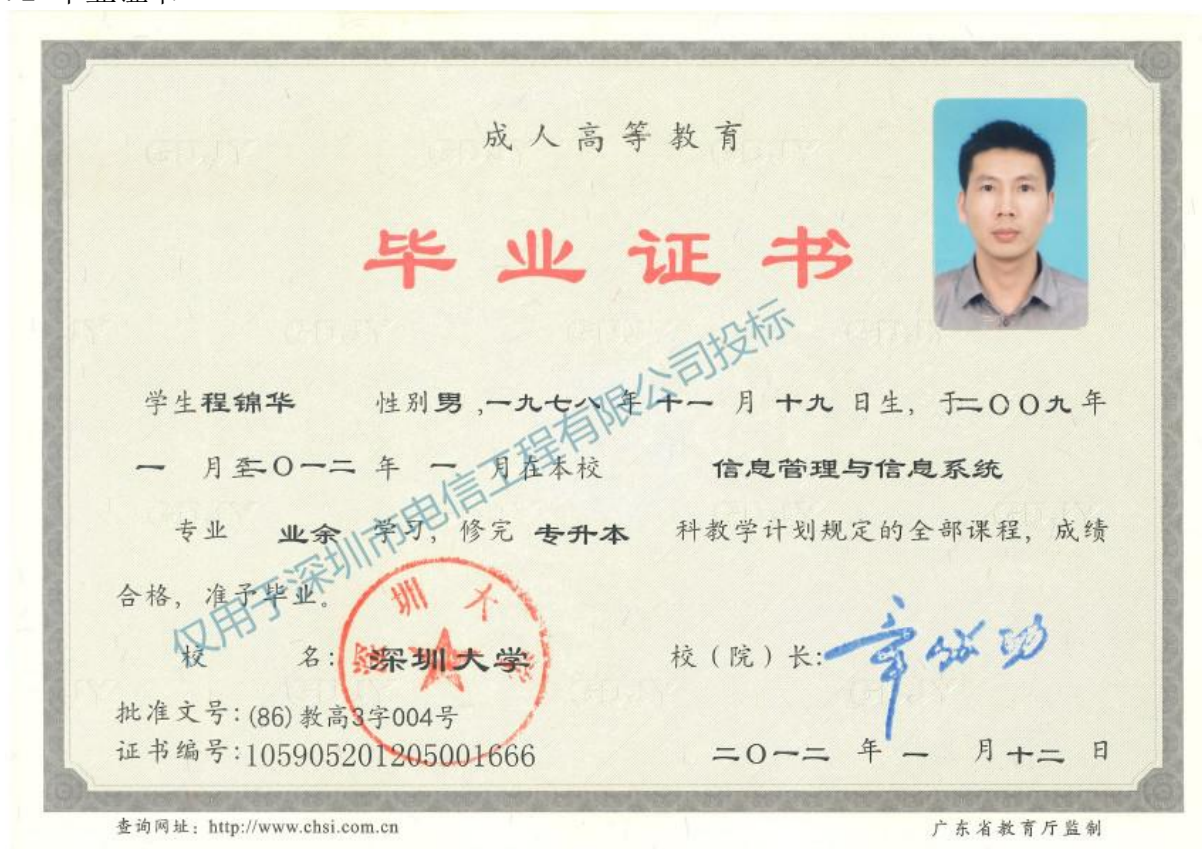 成人高等教育
毕业证书
学生程锦华 性别男,一九七八年十一月十九日生,于二〇〇九年
一月至二〇一二年一月在本校 信息管理与信息系统
专业 业余 学习,修完 专升本 科教学计划规定的全部课程,成绩
合格,准予毕业。
仅用于深圳市电信工程有限公司投标
深圳大学
校 名:深圳大学 校(院)长:
批准文号:(86)教高3字004号
证书编号:105905201205001666 二〇一二年一月十二日
查询网址:http://www.chsi.com.cn 广东省教育厅监制